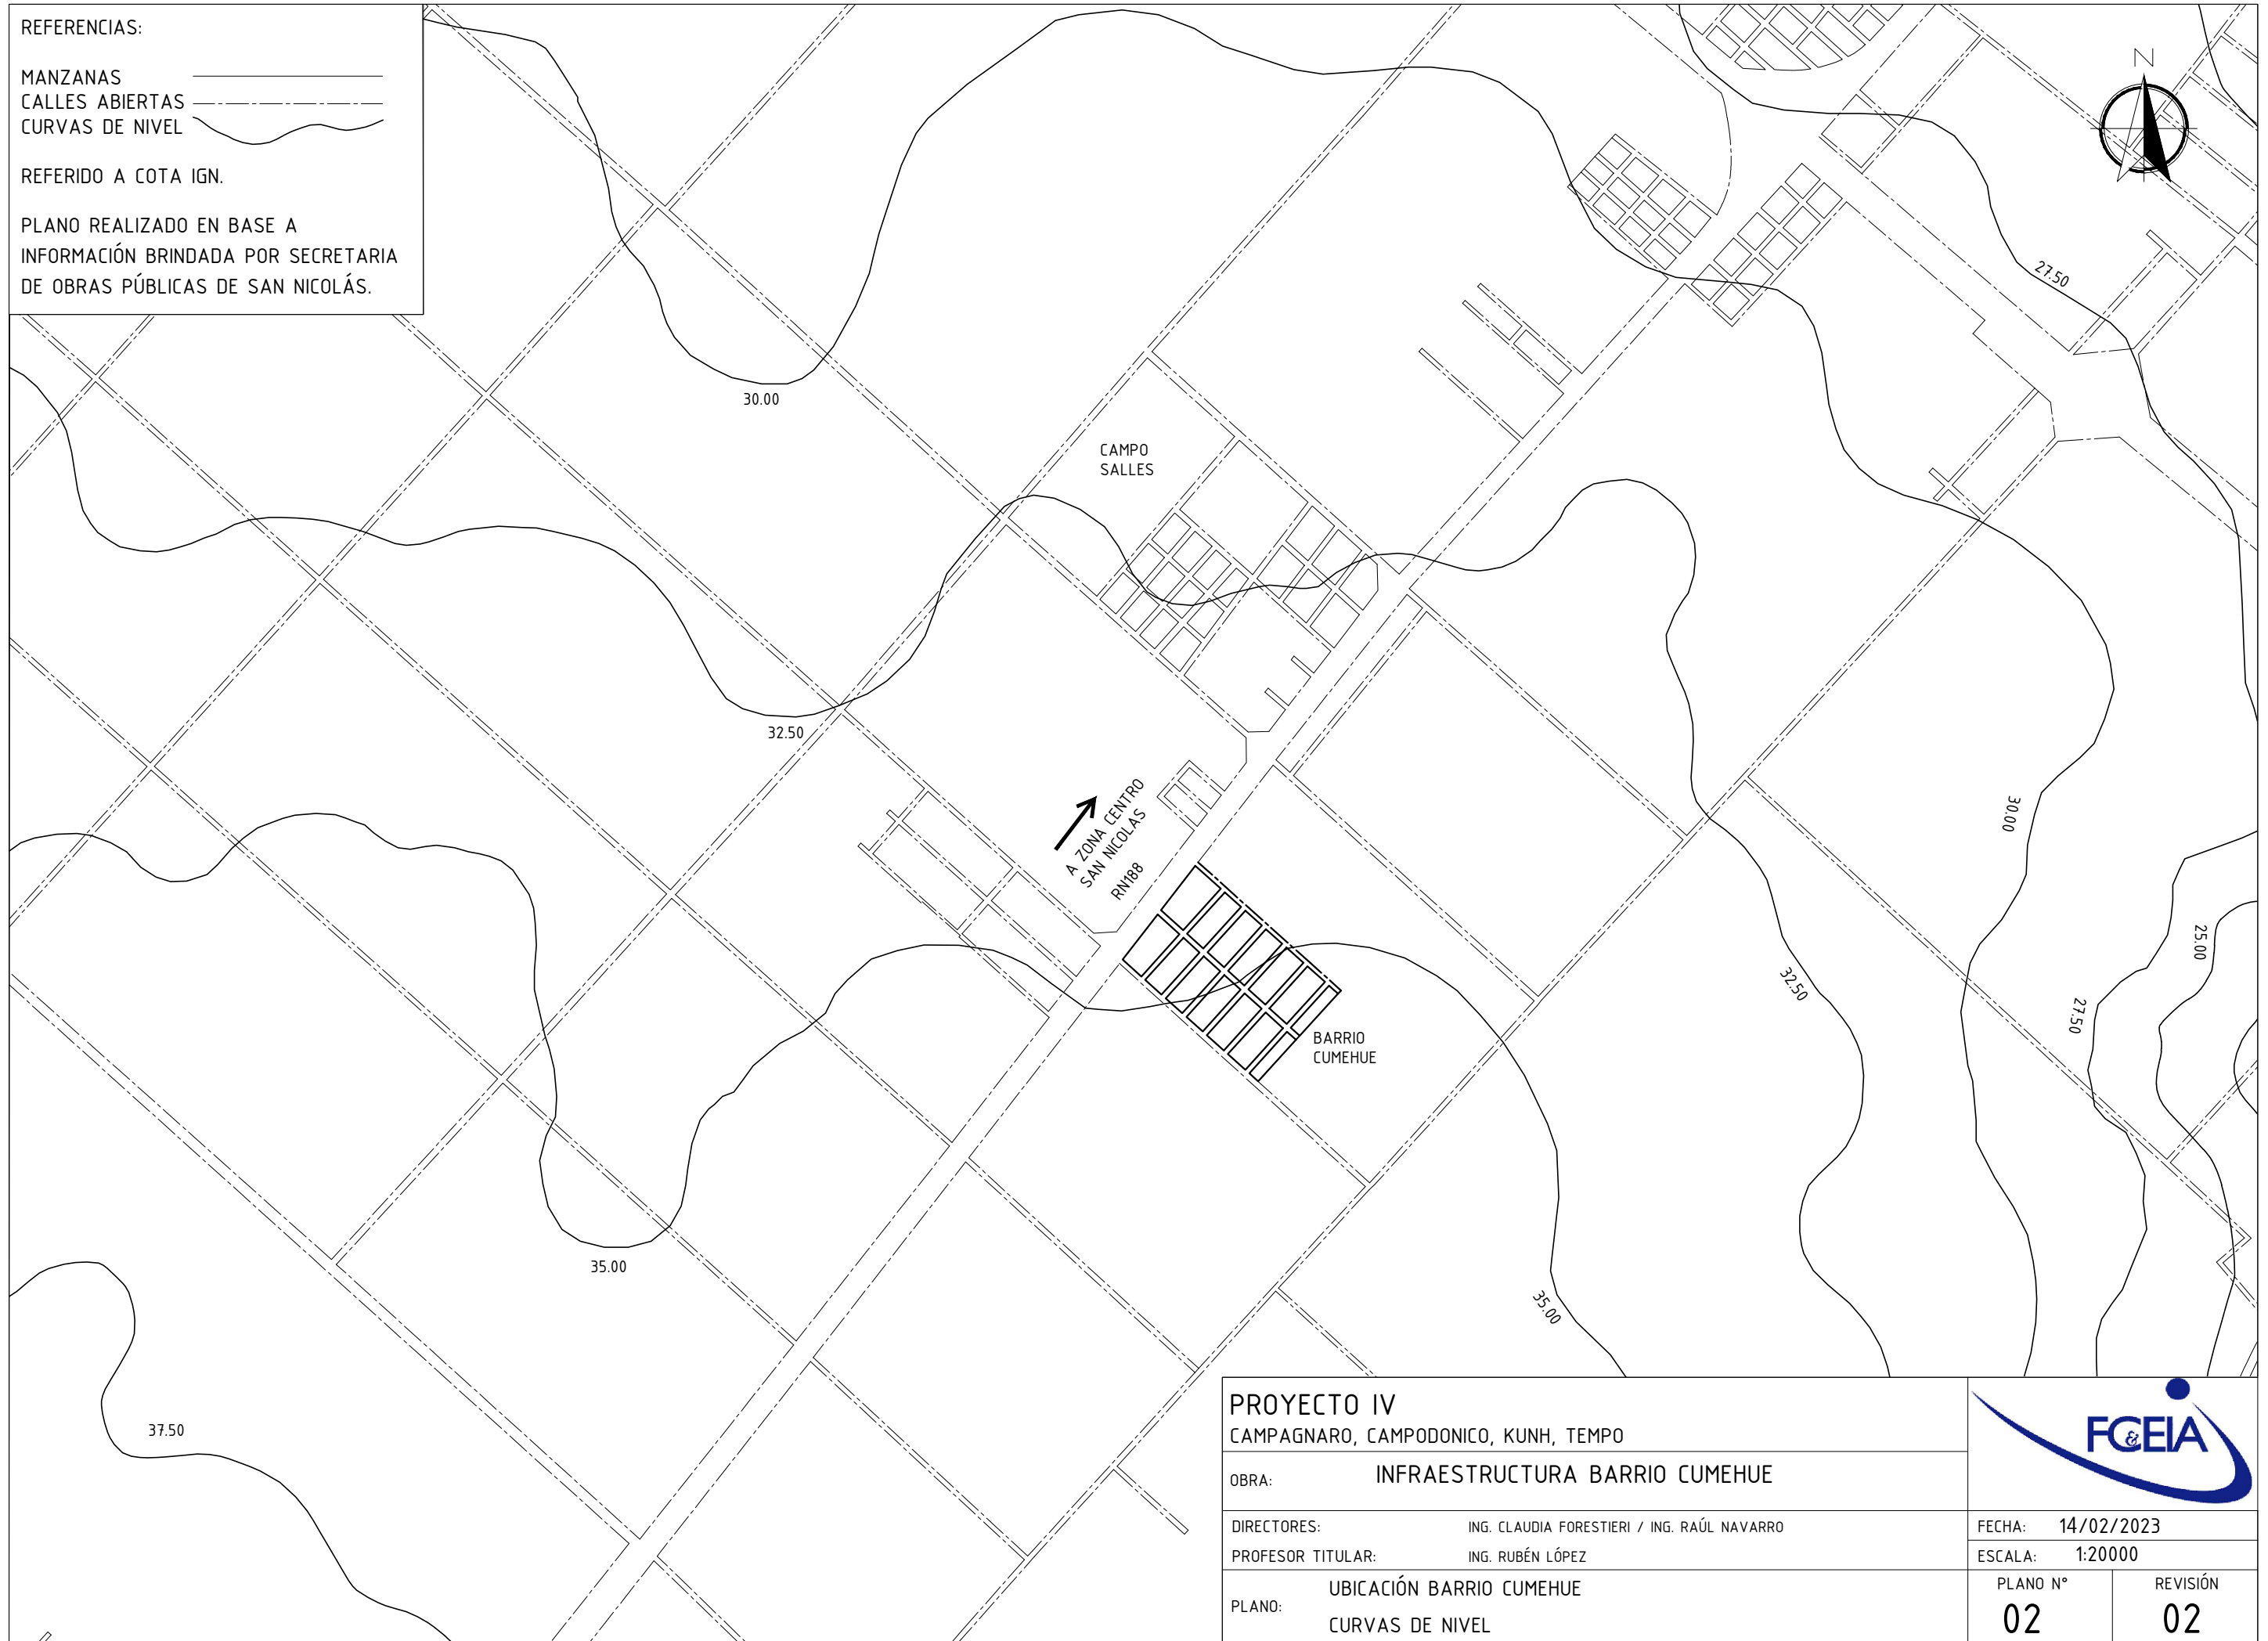 REFERENCIAS:
MANZANAS
CALLES ABIERTAS
CURVAS DE NIVEL
REFERIDO A COTA IGN.
PLANO REALIZADO EN BASE A
INFORMACIÓN BRINDADA POR SECRETARIA
DE OBRAS PÚBLICAS DE SAN NICOLÁS.
N
27.50
30.00
CAMPO
SALLES
32.50
A ZONA CENTRO
SAN NICOLAS
RN188
30.00
25.00
27.50
32.50
BARRIO
CUMEHUE
35.00
35.00
37.50
PROYECTO IV
CAMPAGNARO, CAMPODONICO, KUNH, TEMPO
OBRA: INFRAESTRUCTURA BARRIO CUMEHUE
FC&EIA
DIRECTORES: ING. CLAUDIA FORESTIERI / ING. RAÚL NAVARRO
PROFESOR TITULAR: ING. RUBÉN LÓPEZ
FECHA: 14/02/2023
ESCALA: 1:20000
PLANO: UBICACIÓN BARRIO CUMEHUE
CURVAS DE NIVEL
PLANO N°
02
REVISIÓN
02